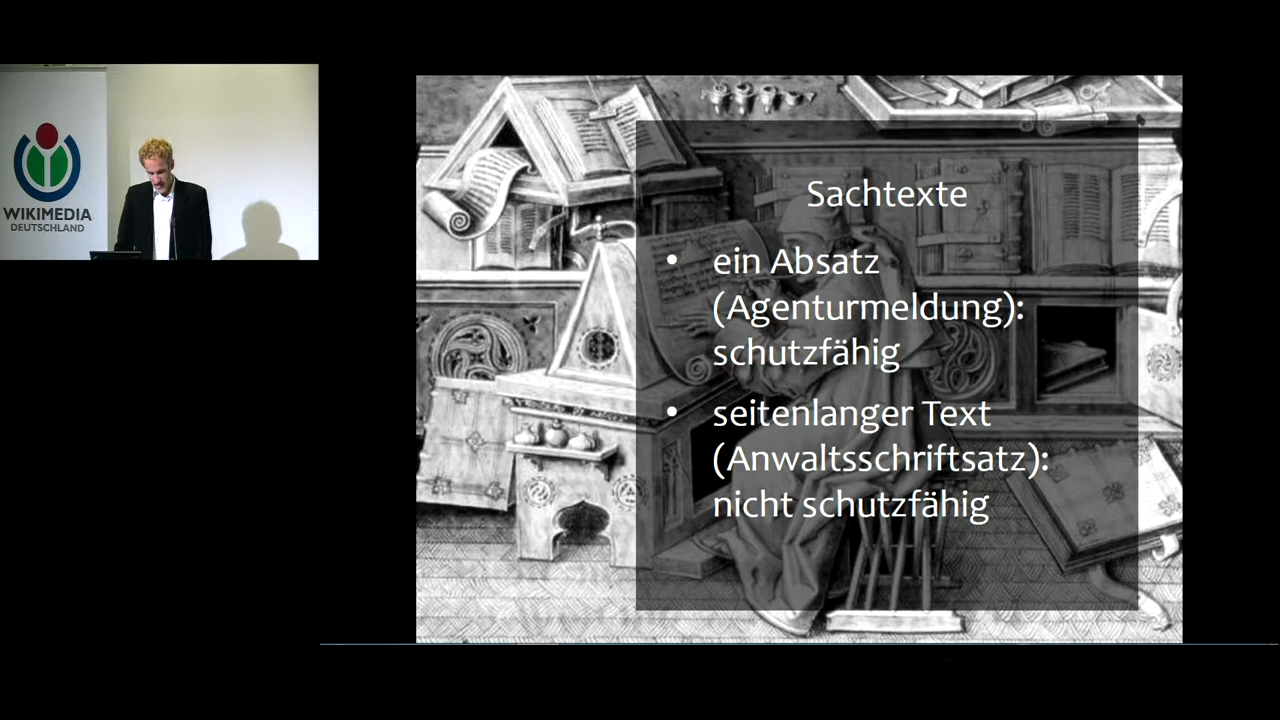 WIKIMEDIA
DEUTSCHLAND
Sachtexte
• ein Absatz
(Agenturmeldung):
schutzfähig
• seitenlanger Text
(Anwaltsschriftsatz):
nicht schutzfähig